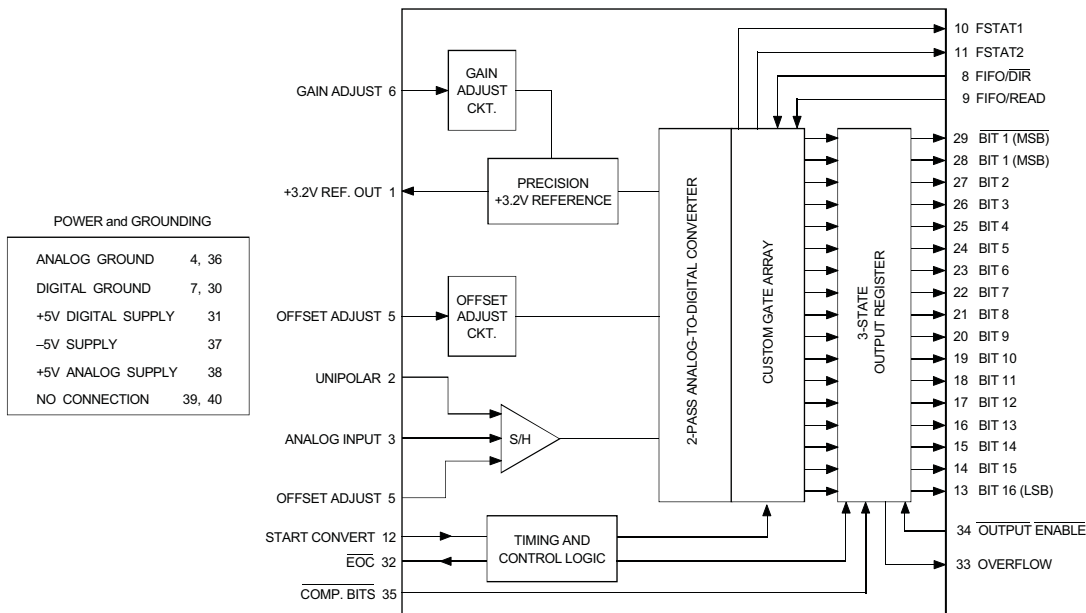 10 FSTAT1
11 FSTAT2
8 FIFO/DIR
9 FIFO/READ
GAIN ADJUST 6
GAIN
ADJUST
CKT.
+3.2V REF. OUT 1
PRECISION
+3.2V REFERENCE
POWER and GROUNDING
ANALOG GROUND 4, 36
DIGITAL GROUND 7, 30
+5V DIGITAL SUPPLY 31
–5V SUPPLY 37
+5V ANALOG SUPPLY 38
NO CONNECTION 39, 40
OFFSET ADJUST 5
OFFSET
ADJUST
CKT.
UNIPOLAR 2
ANALOG INPUT 3
S/H
OFFSET ADJUST 5
START CONVERT 12
EOC 32
COMP. BITS 35
TIMING AND
CONTROL LOGIC
2-PASS ANALOG-TO-DIGITAL CONVERTER
CUSTOM GATE ARRAY
3-STATE
OUTPUT REGISTER
29 BIT 1 (MSB)
28 BIT 1 (MSB)
27 BIT 2
26 BIT 3
25 BIT 4
24 BIT 5
23 BIT 6
22 BIT 7
21 BIT 8
20 BIT 9
19 BIT 10
18 BIT 11
17 BIT 12
16 BIT 13
15 BIT 14
14 BIT 15
13 BIT 16 (LSB)
34 OUTPUT ENABLE
33 OVERFLOW